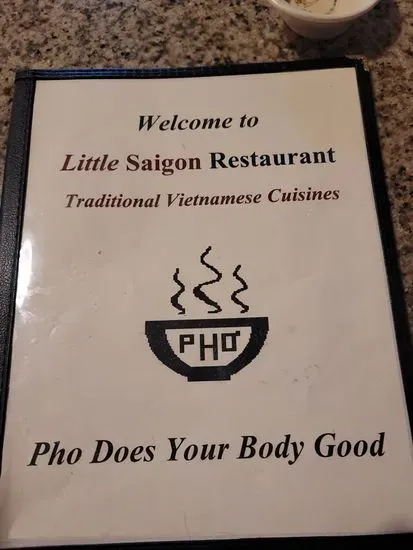 Welcome to
Little Saigon Restaurant
Traditional Vietnamese Cuisines
PHỞ
Pho Does Your Body Good